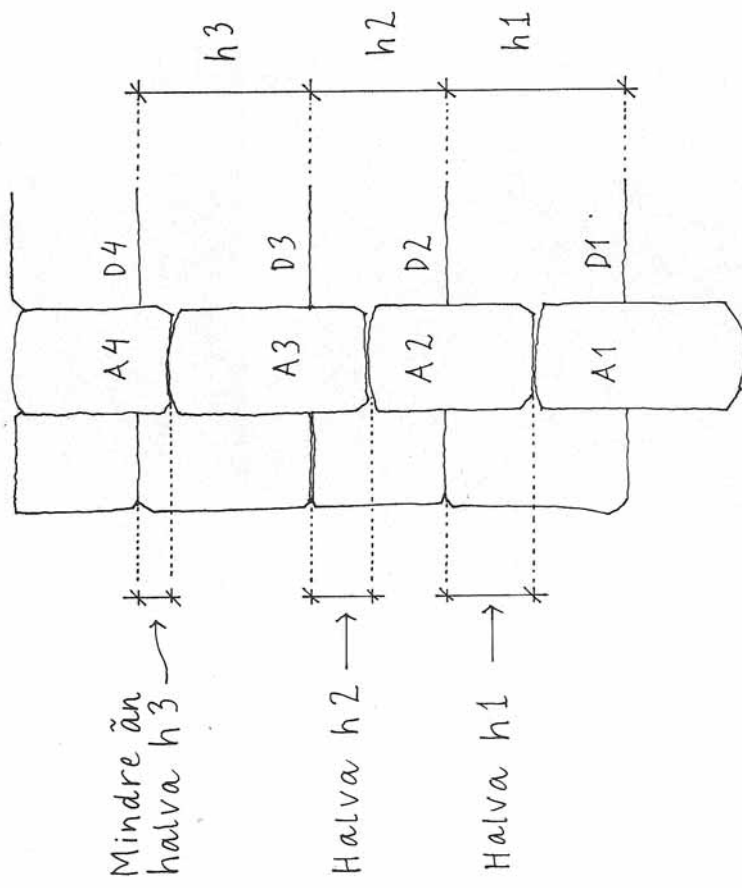 Mindre än
halva h3
Halva h2
Halva h1
A4
D4
A3
D3
A2
D2
A1
D1
h3
h2
h1